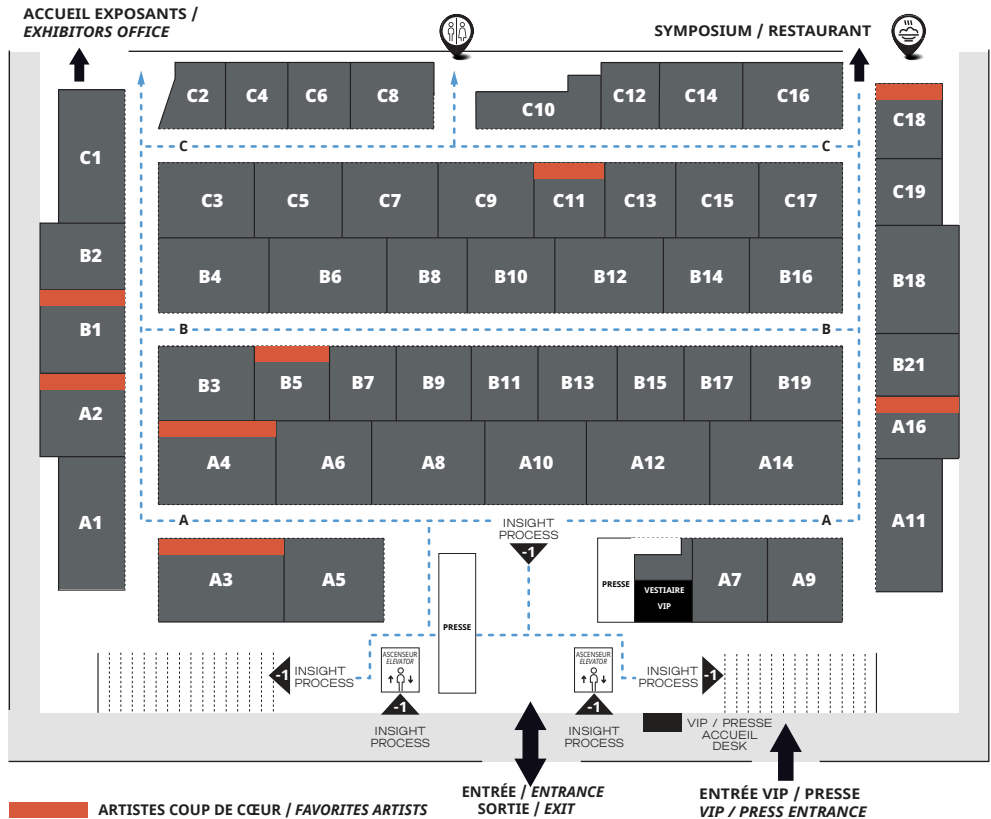 ACCUEIL EXPOSANTS /
EXHIBITORS OFFICE
SYMPOSIUM / RESTAURANT
C2 C4 C6 C8 C10 C12 C14 C16 C18
C C
C1 C3 C5 C7 C9 C11 C13 C15 C17 C19
B2 B4 B6 B8 B10 B12 B14 B16 B18
B B
B1 B3 B5 B7 B9 B11 B13 B15 B17 B19 B21
A2 A4 A6 A8 A10 A12 A14 A16
A A
A1 A3 A5 A7 A9 A11
INSIGHT
PROCESS
-1
PRESSE
VESTIAIRE
VIP
PRESSE
-1
INSIGHT
PROCESS
ASCENSEUR
ELEVATOR
-1
INSIGHT
PROCESS
ASCENSEUR
ELEVATOR
-1
INSIGHT
PROCESS
INSIGHT
PROCESS
-1
VIP / PRESSE
ACCUEIL
DESK
ENTRÉE / ENTRANCE
SORTIE / EXIT
ENTRÉE VIP / PRESSE
VIP / PRESS ENTRANCE
ARTISTES COUP DE CŒUR / FAVORITES ARTISTS